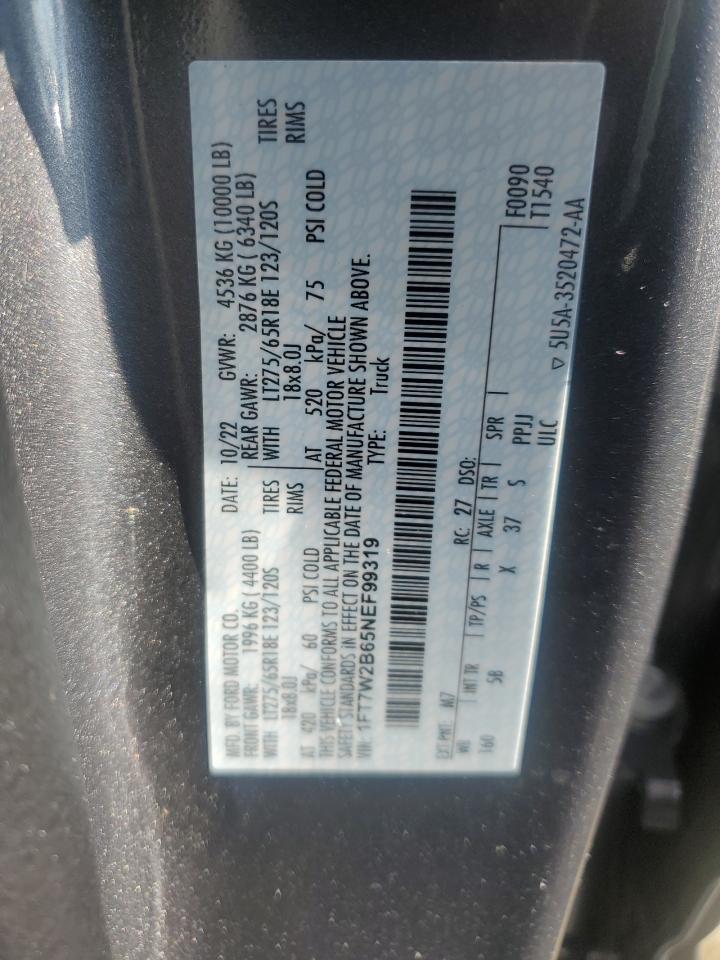 MFD. BY FORD MOTOR CO.
DATE: 10/22 GVWR: 4536 KG (10000 LB)
FRONT GAWR: 1996 KG ( 4400 LB) REAR GAWR: 2876 KG ( 6340 LB)
WITH LT275/65R18E 123/120S TIRES WITH LT275/65R18E 123/120S TIRES
18x8.0J RIMS 18x8.0J RIMS
AT 420 kPa/ 60 PSI COLD AT 520 kPa/ 75 PSI COLD
THIS VEHICLE CONFORMS TO ALL APPLICABLE FEDERAL MOTOR VEHICLE
SAFETY STANDARDS IN EFFECT ON THE DATE OF MANUFACTURE SHOWN ABOVE.
VIN: 1FT7W2B65NEF99319 TYPE: Truck
EXT PNT: M7 RC: 27 DSO: F0090
WB INT TR TP/PS R AXLE TR SPR T1540
160 5B X 37 S PPJJ
ULC ▽ 5U5A-3520472-AA